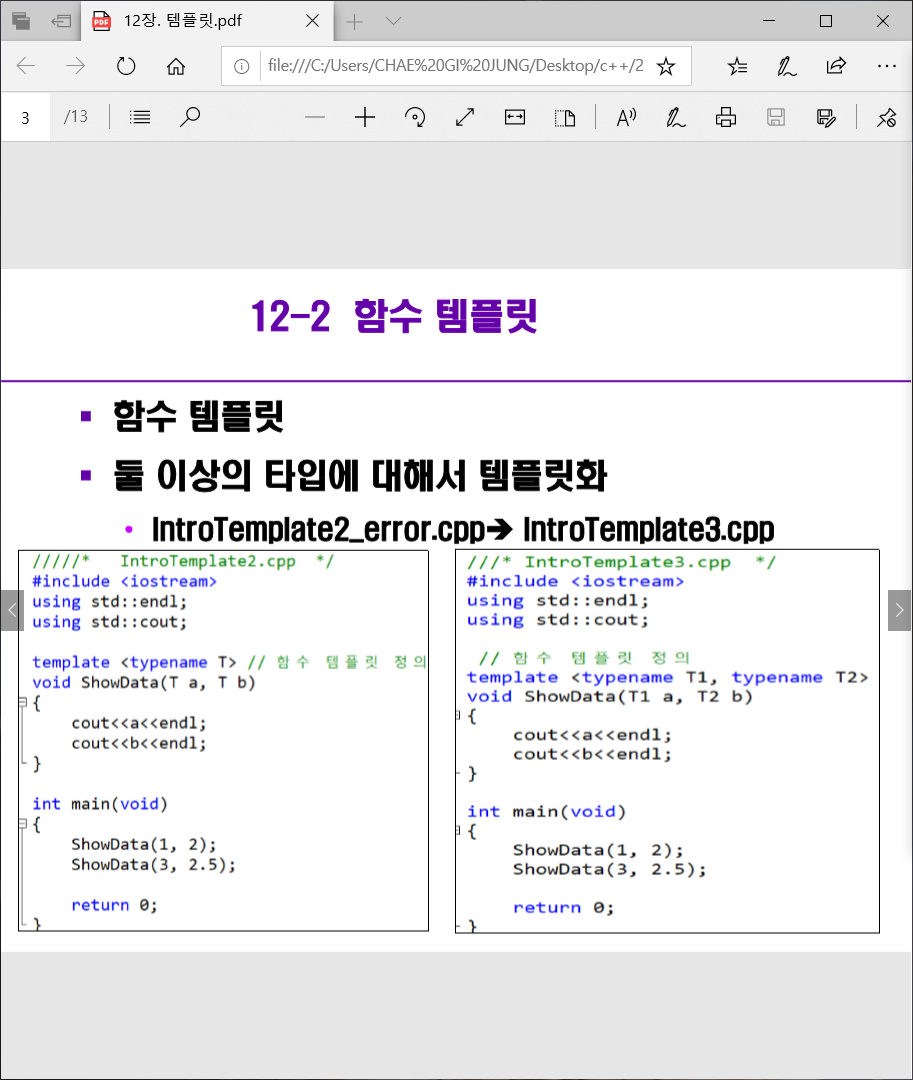 12장. 템플릿.pdf
file:///C:/Users/CHAE%20GI%20JUNG/Desktop/c++/2
3 /13
12-2 함수 템플릿
함수 템플릿
둘 이상의 타입에 대해서 템플릿화
IntroTemplate2_error.cpp➔ IntroTemplate3.cpp
/////* IntroTemplate2.cpp */
#include <iostream>
using std::endl;
using std::cout;
template <typename T> // 함수 템플릿 정의
void ShowData(T a, T b)
{
cout<<a<<endl;
cout<<b<<endl;
}
int main(void)
{
ShowData(1, 2);
ShowData(3, 2.5);
return 0;
}
///* IntroTemplate3.cpp */
#include <iostream>
using std::endl;
using std::cout;
// 함수 템플릿 정의
template <typename T1, typename T2>
void ShowData(T1 a, T2 b)
{
cout<<a<<endl;
cout<<b<<endl;
}
int main(void)
{
ShowData(1, 2);
ShowData(3, 2.5);
return 0;
}